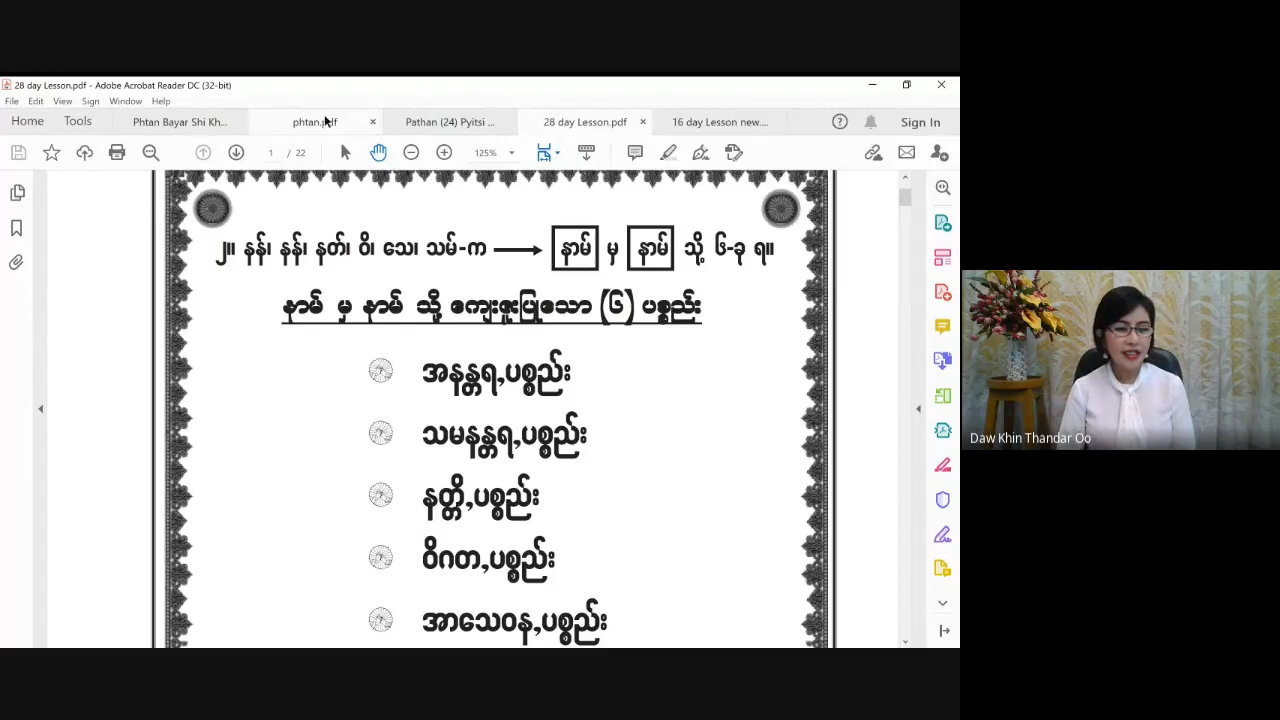 28 day Lesson.pdf - Adobe Acrobat Reader DC (32-bit)
File Edit View Sign Window Help
Home Tools Phtan Bayar Shi Kh... phtan.pdf Pathan (24) Pyitsi ... 28 day Lesson.pdf 16 day Lesson new.... Sign In
1 / 22 125%
၂။ နန်၊ နန်၊ နတ်၊ ဝိ၊ သေ၊ သမ်-က နာမ် မှ နာမ် သို့ ၆-ခု ရ။
နာမ် မှ နာမ် သို့ ကျေးဇူးပြုသော (၆) ပစ္စည်း
အနန္တရ,ပစ္စည်း
သမနန္တရ,ပစ္စည်း
နတ္ထိ,ပစ္စည်း
ဝိဂတ,ပစ္စည်း
အာသေဝန,ပစ္စည်း
Daw Khin Thandar Oo